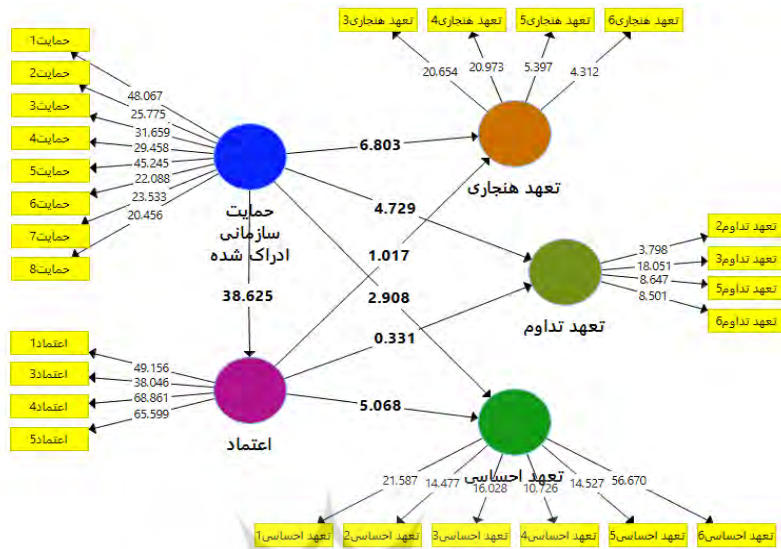 تعهد هنجاری3
تعهد هنجاری4
تعهد هنجاری5
تعهد هنجاری6
20.654
20.973
5.397
4.312
تعهد هنجاری
حمایت1
حمایت2
حمایت3
حمایت4
حمایت5
حمایت6
حمایت7
حمایت8
48.067
25.775
31.659
29.458
45.245
22.088
23.533
20.456
حمایت
سازمانی
ادراک شده
6.803
4.729
1.017
2.908
38.625
0.331
5.068
تعهد تداوم2
تعهد تداوم3
تعهد تداوم5
تعهد تداوم6
3.798
18.051
8.647
8.501
تعهد تداوم
اعتماد1
اعتماد3
اعتماد4
اعتماد5
49.156
38.046
68.861
65.599
اعتماد
تعهد احساسی
21.587
14.477
16.028
10.726
14.527
56.670
تعهد احساسی1
تعهد احساسی2
تعهد احساسی3
تعهد احساسی4
تعهد احساسی5
تعهد احساسی6